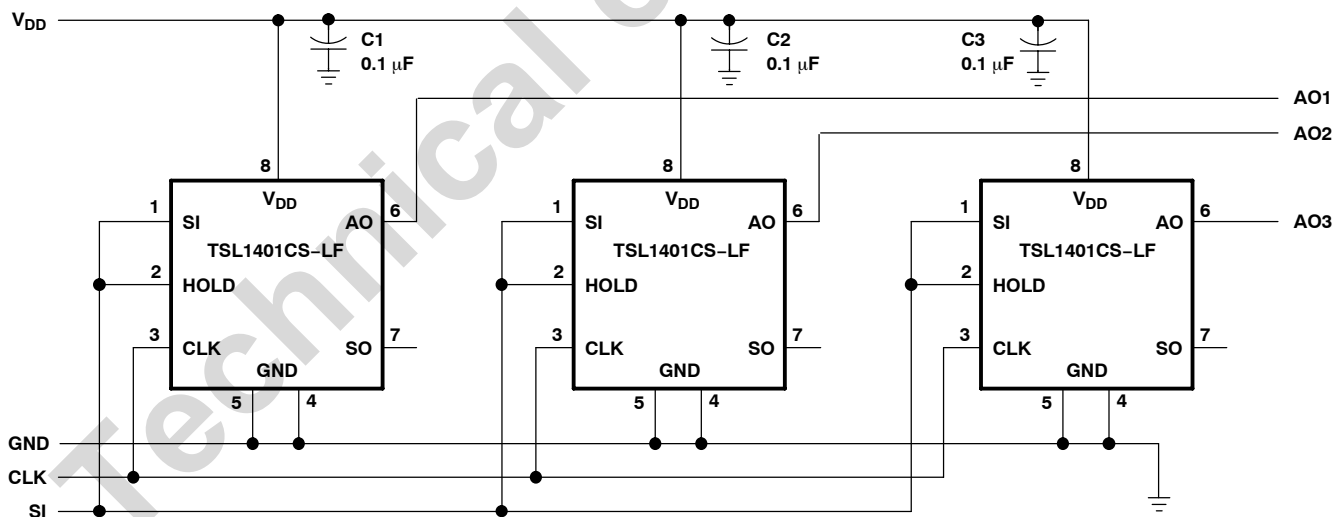 VDD
C1
0.1 µF
C2
0.1 µF
C3
0.1 µF
AO1
AO2
8
VDD
1
SI
AO
6
TSL1401CS–LF
2
HOLD
3
CLK
SO
7
GND
5
4
8
VDD
1
SI
AO
6
TSL1401CS–LF
2
HOLD
3
CLK
SO
7
GND
5
4
8
VDD
1
SI
AO
6
AO3
TSL1401CS–LF
2
HOLD
3
CLK
SO
7
GND
5
4
GND
CLK
SI
Technical